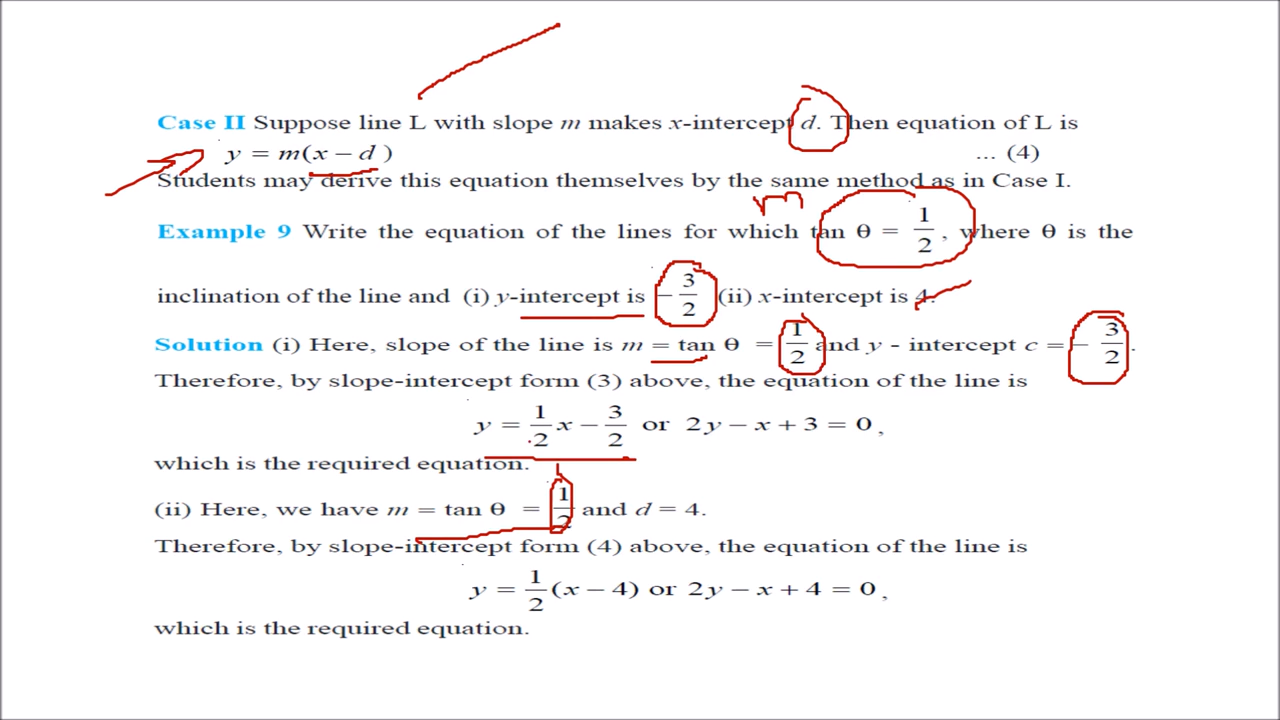 Case II Suppose line L with slope m makes x-intercept d. Then equation of L is
y = m(x − d ) ... (4)
Students may derive this equation themselves by the same method as in Case I.
m
Example 9 Write the equation of the lines for which tan θ = 1/2, where θ is the
inclination of the line and (i) y-intercept is −3/2 (ii) x-intercept is 4.
Solution (i) Here, slope of the line is m = tan θ = 1/2 and y - intercept c = − 3/2.
Therefore, by slope-intercept form (3) above, the equation of the line is
y = 1/2 x − 3/2 or 2y − x + 3 = 0,
which is the required equation.
(ii) Here, we have m = tan θ = 1/2 and d = 4.
Therefore, by slope-intercept form (4) above, the equation of the line is
y = 1/2 (x − 4) or 2y − x + 4 = 0,
which is the required equation.